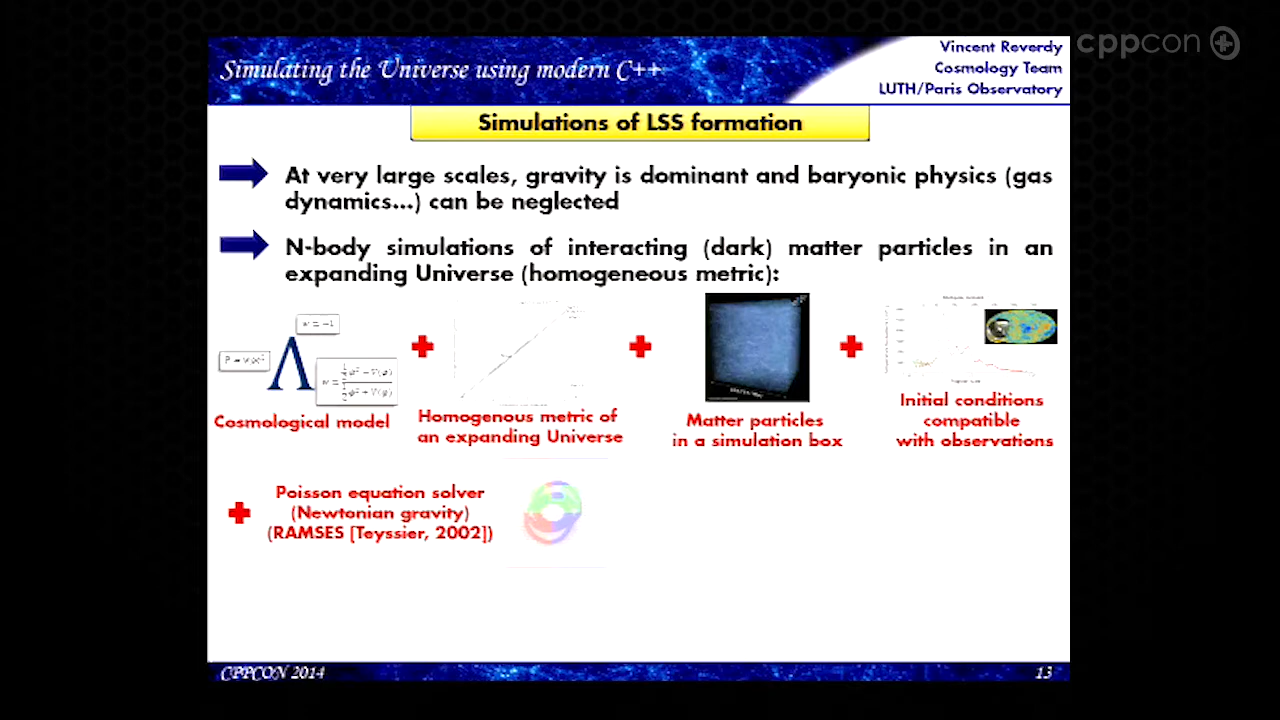 cppcon
Simulating the Universe using modern C++
Vincent Reverdy
Cosmology Team
LUTH/Paris Observatory
Simulations of LSS formation
At very large scales, gravity is dominant and baryonic physics (gas
dynamics...) can be neglected
N-body simulations of interacting (dark) matter particles in an
expanding Universe (homogeneous metric):
w = −1
Λ
Cosmological model
Homogenous metric of
an expanding Universe
Matter particles
in a simulation box
Initial conditions
compatible
with observations
Poisson equation solver
(Newtonian gravity)
(RAMSES [Teyssier, 2002])
CPPCON 2014
13